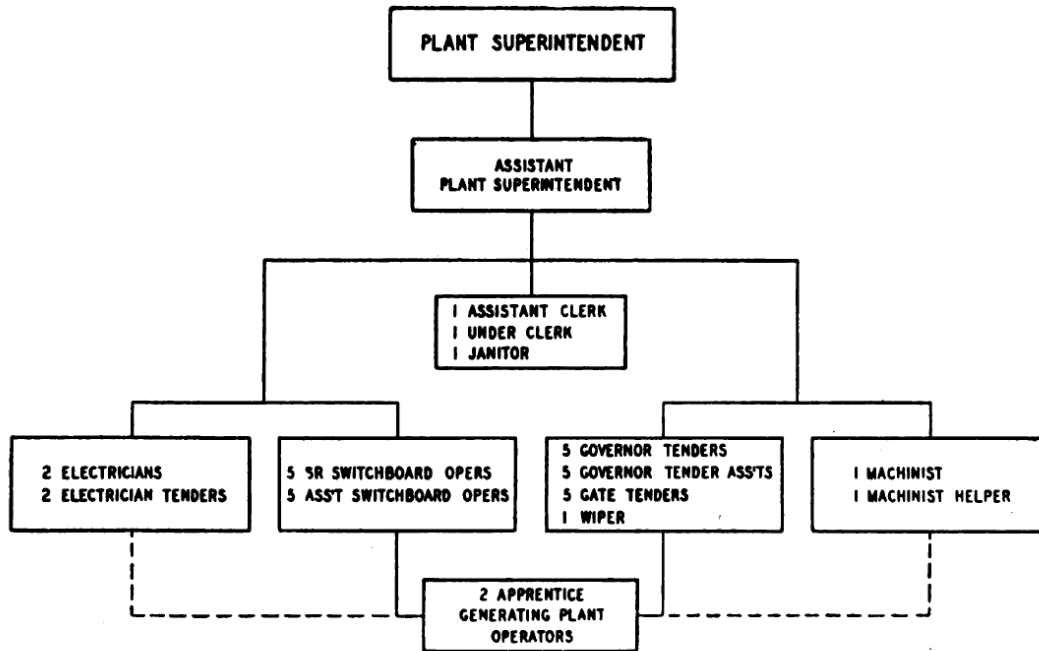 PLANT SUPERINTENDENT
ASSISTANT
PLANT SUPERINTENDENT
1 ASSISTANT CLERK
1 UNDER CLERK
1 JANITOR
2 ELECTRICIANS
2 ELECTRICIAN TENDERS
5 SR SWITCHBOARD OPERS
5 ASS'T SWITCHBOARD OPERS
5 GOVERNOR TENDERS
5 GOVERNOR TENDER ASS'TS
5 GATE TENDERS
1 WIPER
1 MACHINIST
1 MACHINIST HELPER
2 APPRENTICE
GENERATING PLANT
OPERATORS